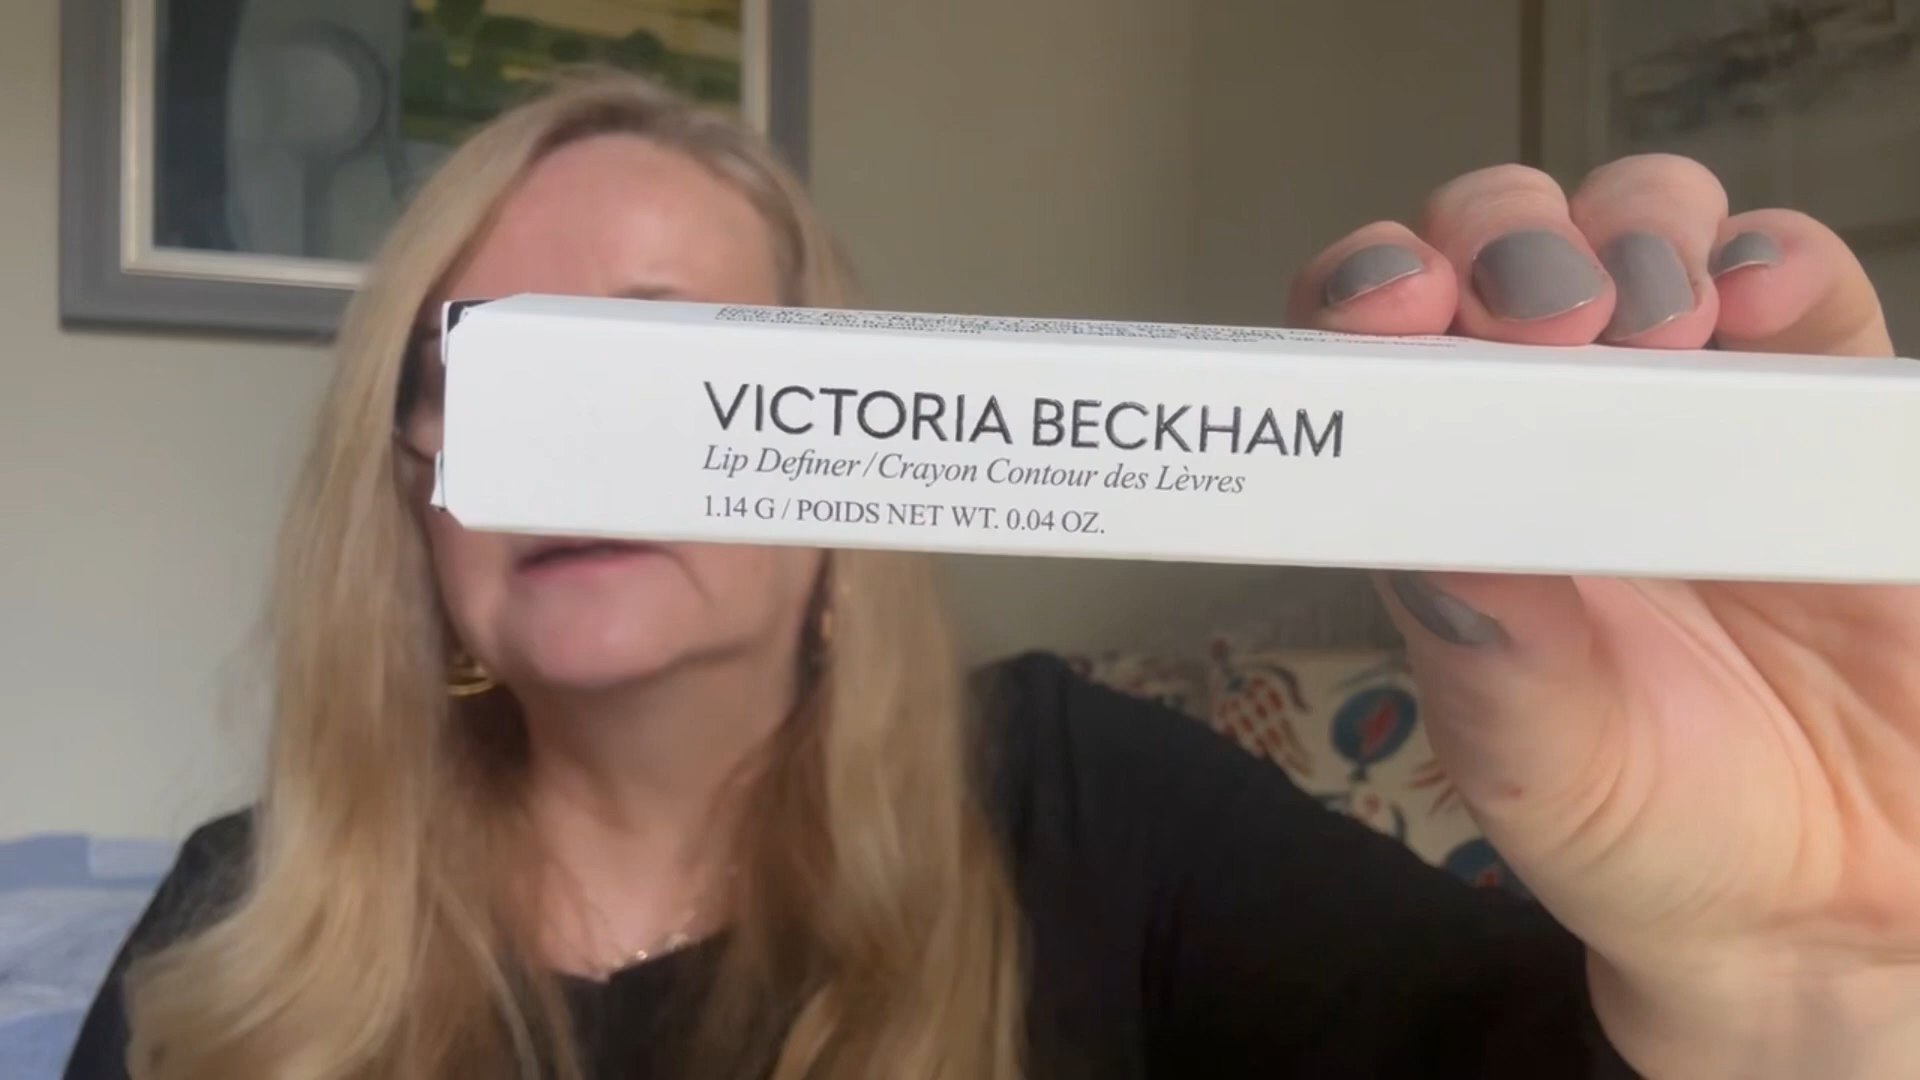 VICTORIA BECKHAM
Lip Definer/Crayon Contour des Lèvres
1.14 G / POIDS NET WT. 0.04 OZ.